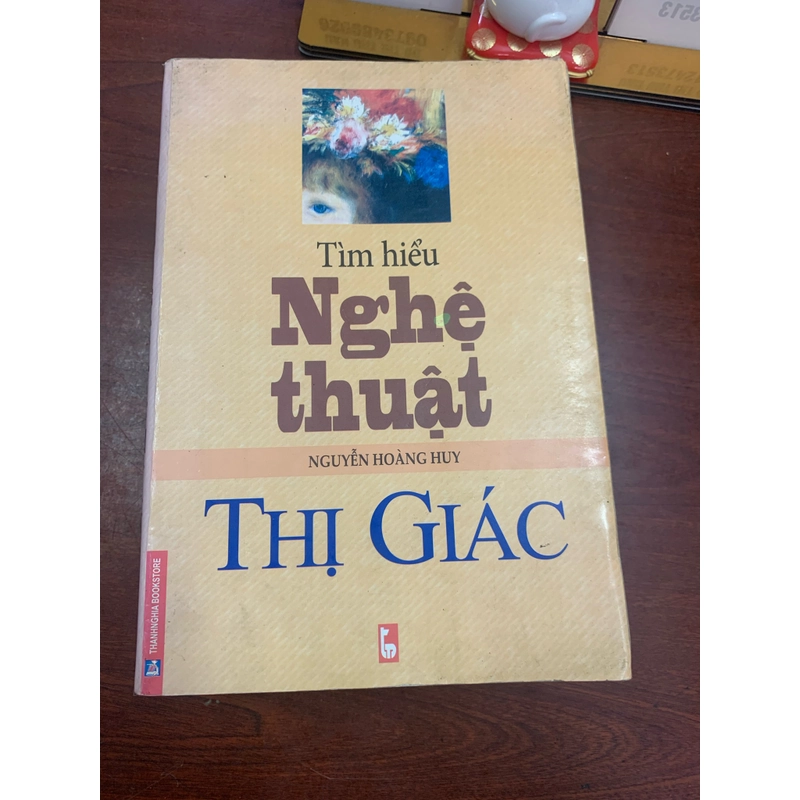 Tìm hiểu
Nghệ
thuật
NGUYỄN HOÀNG HUY
THỊ GIÁC
THANHNGHIA BOOKSTORE